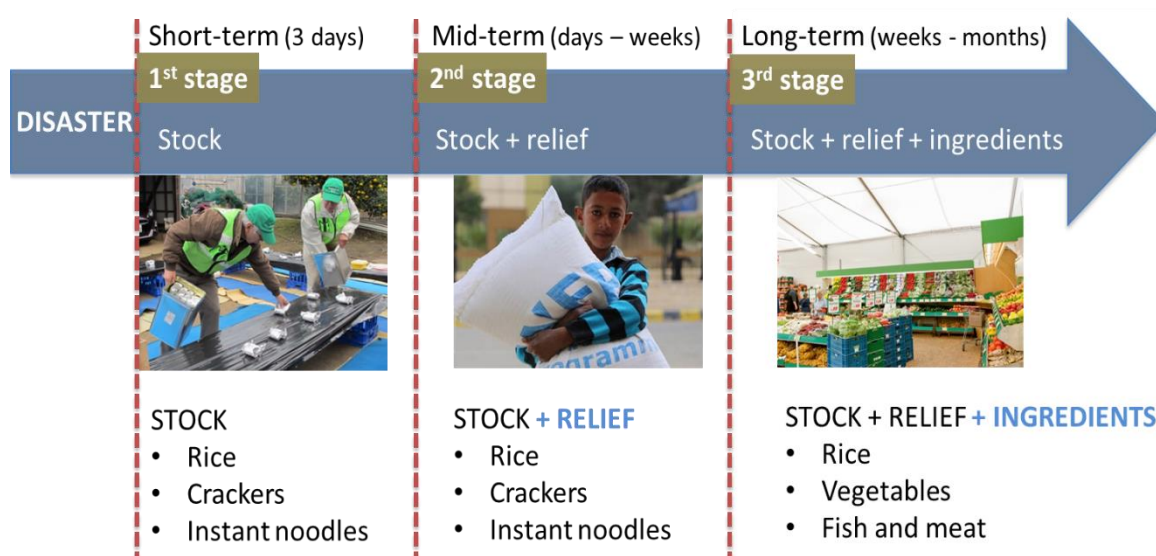 Short-term (3 days)
Mid-term (days – weeks)
Long-term (weeks - months)
1st stage
2nd stage
3rd stage
DISASTER
Stock
Stock + relief
Stock + relief + ingredients
STOCK
• Rice
• Crackers
• Instant noodles
STOCK + RELIEF
• Rice
• Crackers
• Instant noodles
STOCK + RELIEF + INGREDIENTS
• Rice
• Vegetables
• Fish and meat